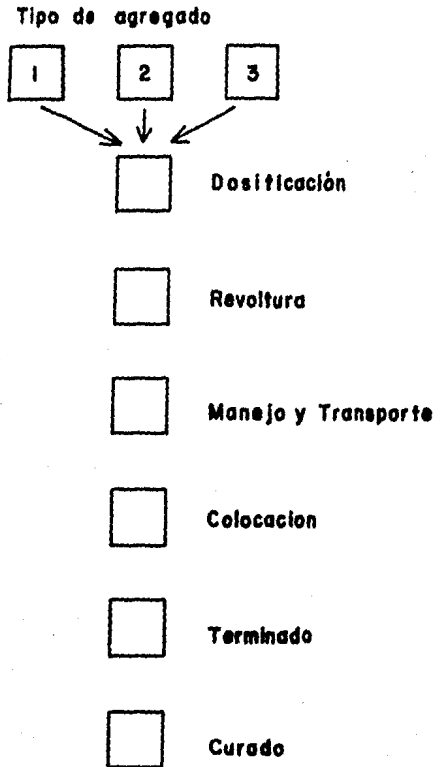 Tipo de agregado
1 2 3
Dosificación
Revoltura
Manejo y Transporte
Colocacion
Terminado
Curado